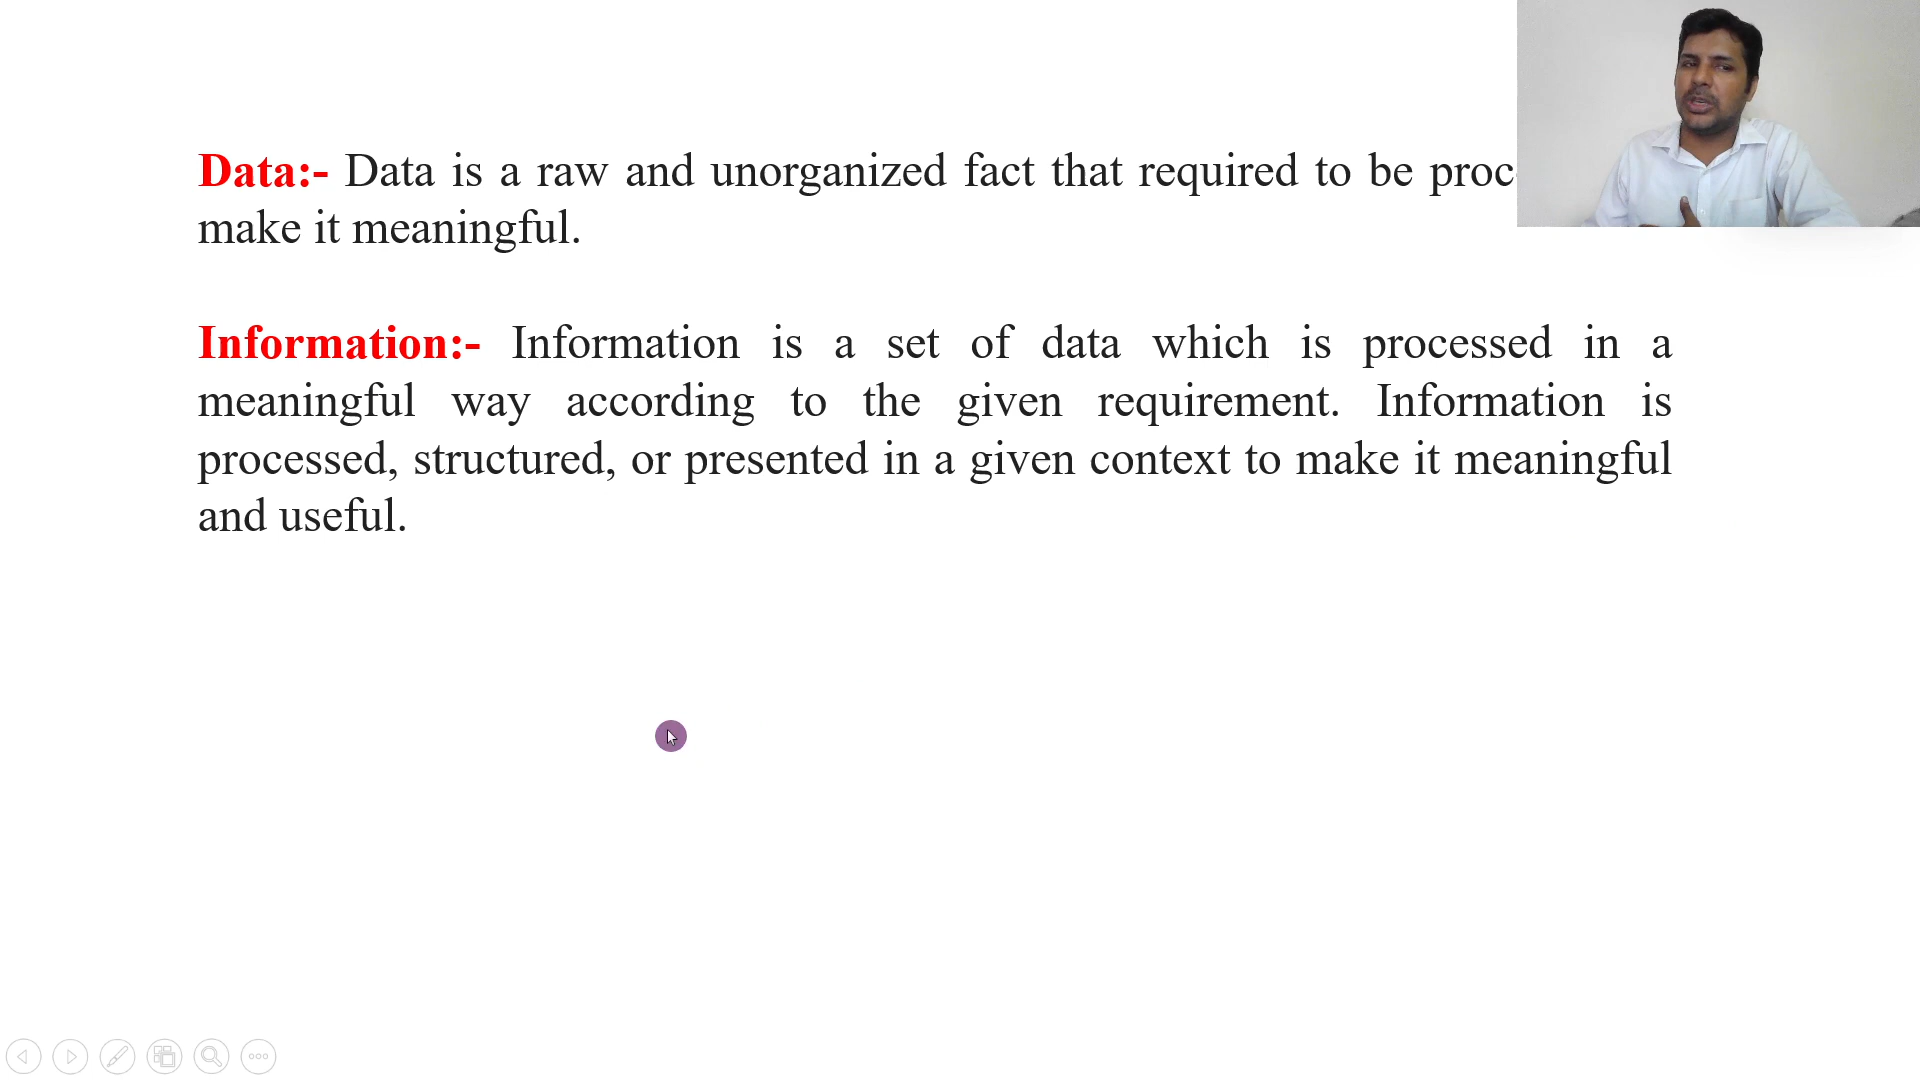 Data:- Data is a raw and unorganized fact that required to be
make it meaningful.
Information:- Information is a set of data which is processed in a
meaningful way according to the given requirement. Information is
processed, structured, or presented in a given context to make it meaningful
and useful.